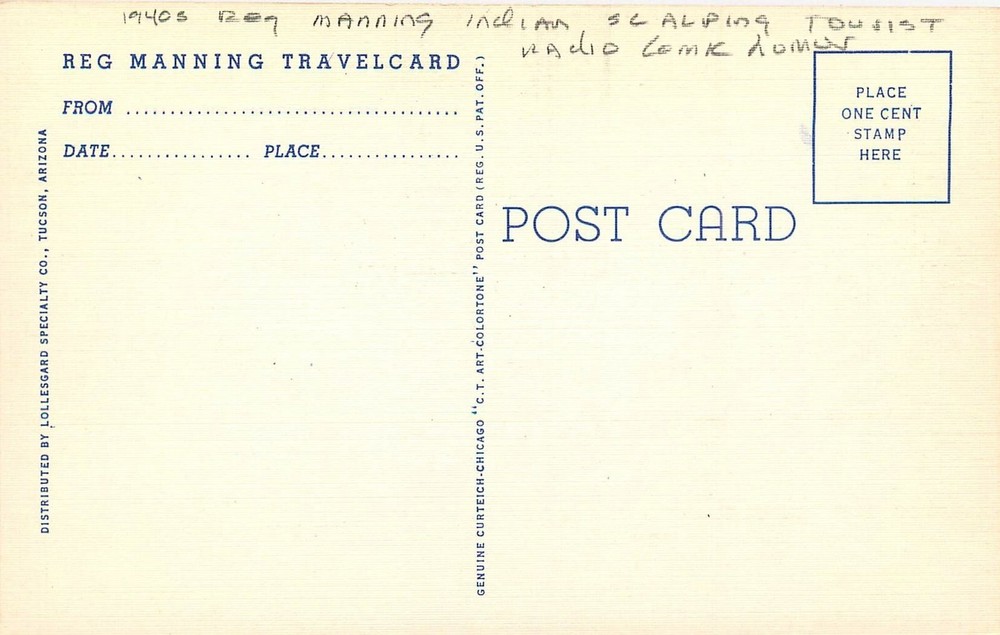 1940s REg MANNINg INdIAN SCALPINg TOURIST
RAdIO COMIC HUMOR
REG MANNING TRAVELCARD
FROM .....................................
DATE................ PLACE................
DISTRIBUTED BY LOLLESGARD SPECIALTY CO., TUCSON, ARIZONA
GENUINE CURTEICH-CHICAGO "C.T. ART-COLORTONE" POST CARD (REG. U.S. PAT. OFF.)
POST CARD
PLACE
ONE CENT
STAMP
HERE